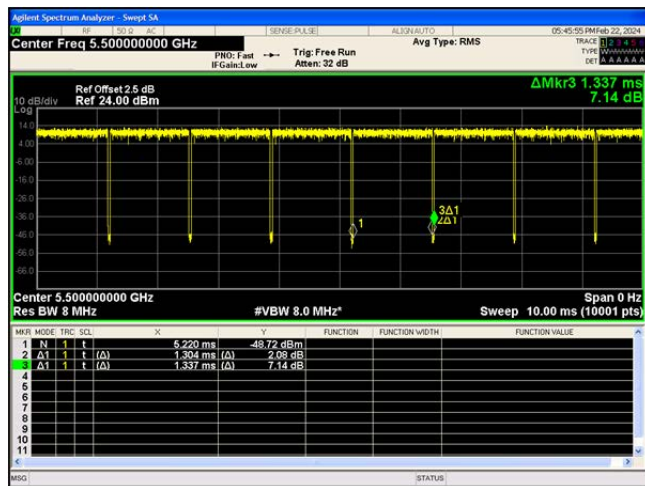 Agilent Spectrum Analyzer - Swept SA
RF 50 Ω AC SENSE:PULSE ALIGN AUTO 05:45:55 PM Feb 22, 2024
Center Freq 5.500000000 GHz
PNO: Fast
IFGain:Low
Trig: Free Run
Atten: 32 dB
Avg Type: RMS
TRACE 1 2 3 4 5 6
TYPE
DET A A A A A A
ΔMkr3 1.337 ms
7.14 dB
Ref Offset 2.5 dB
10 dB/div Ref 24.00 dBm
Log
14.0
4.00
-6.00
-16.0
-26.0
-36.0
-46.0
-56.0
-66.0
1
3Δ1
2Δ1
Center 5.500000000 GHz Span 0 Hz
Res BW 8 MHz #VBW 8.0 MHz* Sweep 10.00 ms (10001 pts)
MKR MODE TRC SCL X Y FUNCTION FUNCTION WIDTH FUNCTION VALUE
1 N 1 t 5.220 ms -48.72 dBm
2 Δ1 1 t (Δ) 1.304 ms (Δ) 2.08 dB
3 Δ1 1 t (Δ) 1.337 ms (Δ) 7.14 dB
4
5
6
7
8
9
10
11
MSG STATUS